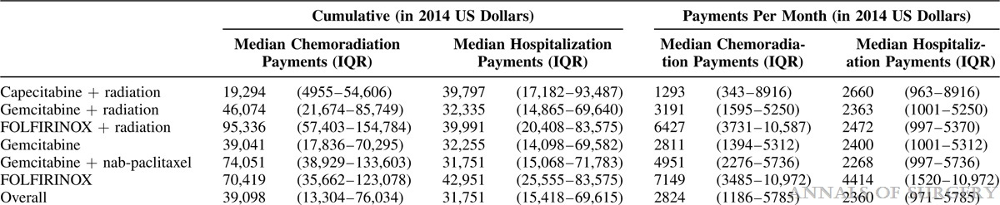 Cumulative (in 2014 US Dollars) Payments Per Month (in 2014 US Dollars)
Median Chemoradiation Median Hospitalization Median Chemoradia- Median Hospitaliz-
Payments (IQR) Payments (IQR) tion Payments (IQR) ation Payments (IQR)
Capecitabine + radiation 19,294 (4955–54,606) 39,797 (17,182–93,487) 1293 (343–8916) 2660 (963–8916)
Gemcitabine + radiation 46,074 (21,674–85,749) 32,335 (14,865–69,640) 3191 (1595–5250) 2363 (1001–5250)
FOLFIRINOX + radiation 95,336 (57,403–154,784) 39,991 (20,408–83,575) 6427 (3731–10,587) 2472 (997–5370)
Gemcitabine 39,041 (17,836–70,295) 32,255 (14,098–69,582) 2811 (1394–5312) 2400 (1001–5312)
Gemcitabine + nab-paclitaxel 74,051 (38,929–133,603) 31,751 (15,068–71,783) 4951 (2276–5736) 2268 (997–5736)
FOLFIRINOX 70,419 (35,662–123,078) 42,951 (25,555–83,575) 7149 (3485–10,972) 4414 (1520–10,972)
Overall 39,098 (13,304–76,034) 31,751 (15,418–69,615) 2824 (1186–5785) 2360 (971–5785)
ANNALS OF SURGERY